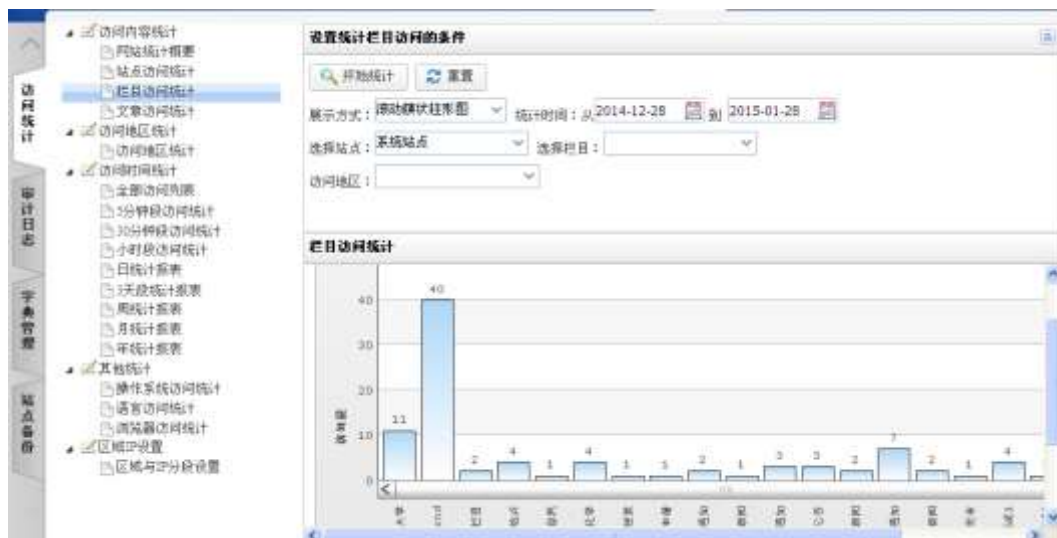 访问统计
审计日志
字典管理
站点备份
访问内容统计
网站统计概要
站点访问统计
栏目访问统计
文章访问统计
访问地区统计
访问地区统计
访问时间统计
全部访问列表
5分钟段访问统计
30分钟段访问统计
小时段访问统计
日统计报表
3天段统计报表
周统计报表
月统计报表
年统计报表
其他统计
操作系统访问统计
语言访问统计
浏览器访问统计
区域IP设置
区域与IP分段设置
设置统计栏目访问的条件
开始统计 重置
展示方式： 滚动 柱形图 统计时间：从 2014-12-28 到 2015-01-28
选择站点： 系统站点 选择栏目：
访问地区：
栏目访问统计
访问量
40
30
20
10
0
11 40 2 4 1 4 1 1 2 1 3 3 2 7 2 1 4